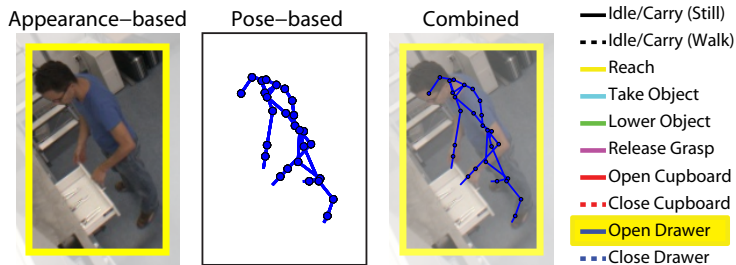 Appearance−based
Pose−based
Combined
Idle/Carry (Still)
Idle/Carry (Walk)
Reach
Take Object
Lower Object
Release Grasp
Open Cupboard
Close Cupboard
Open Drawer
Close Drawer